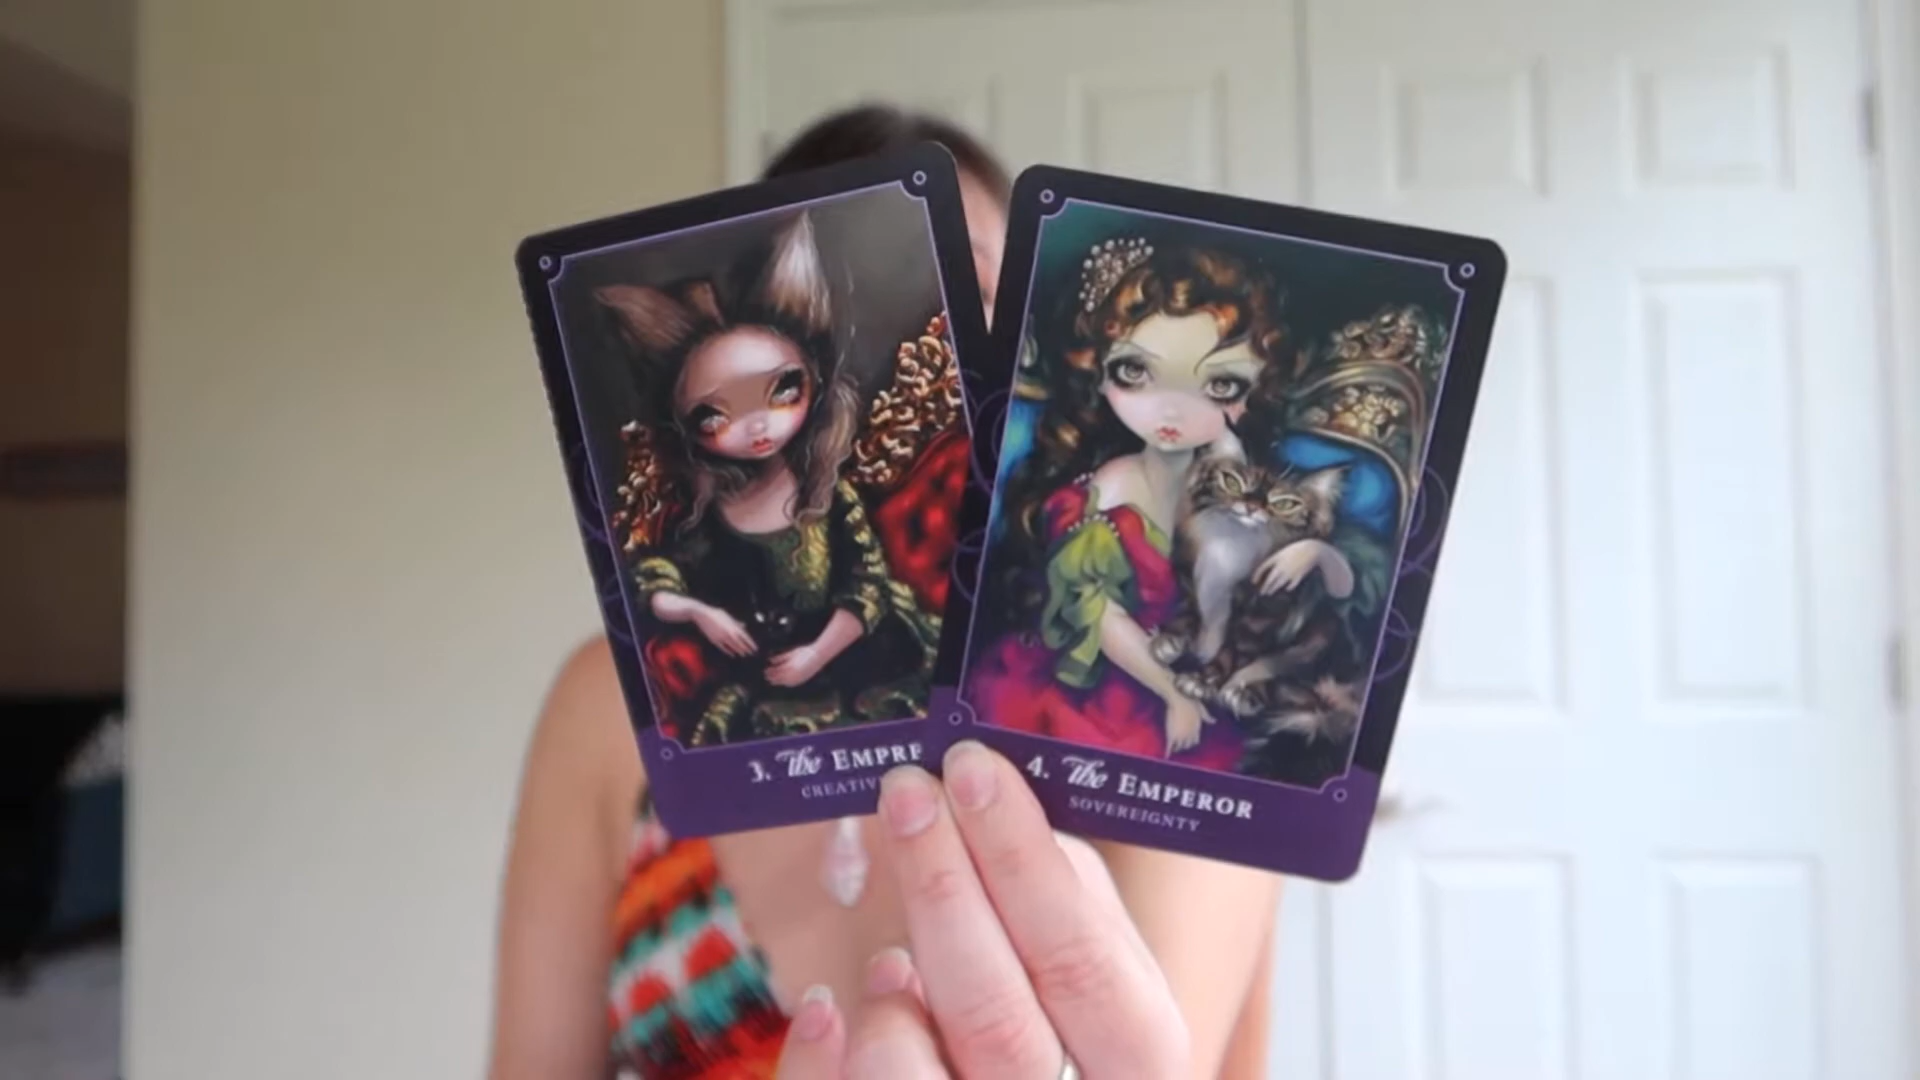 3. the EMPRE
CREATIV
4. the EMPEROR
SOVEREIGNTY